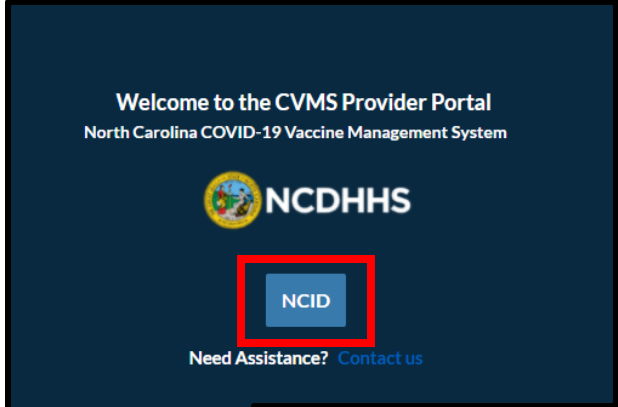 Welcome to the CVMS Provider Portal
North Carolina COVID-19 Vaccine Management System
NCDHHS
NCID
Need Assistance? Contact us